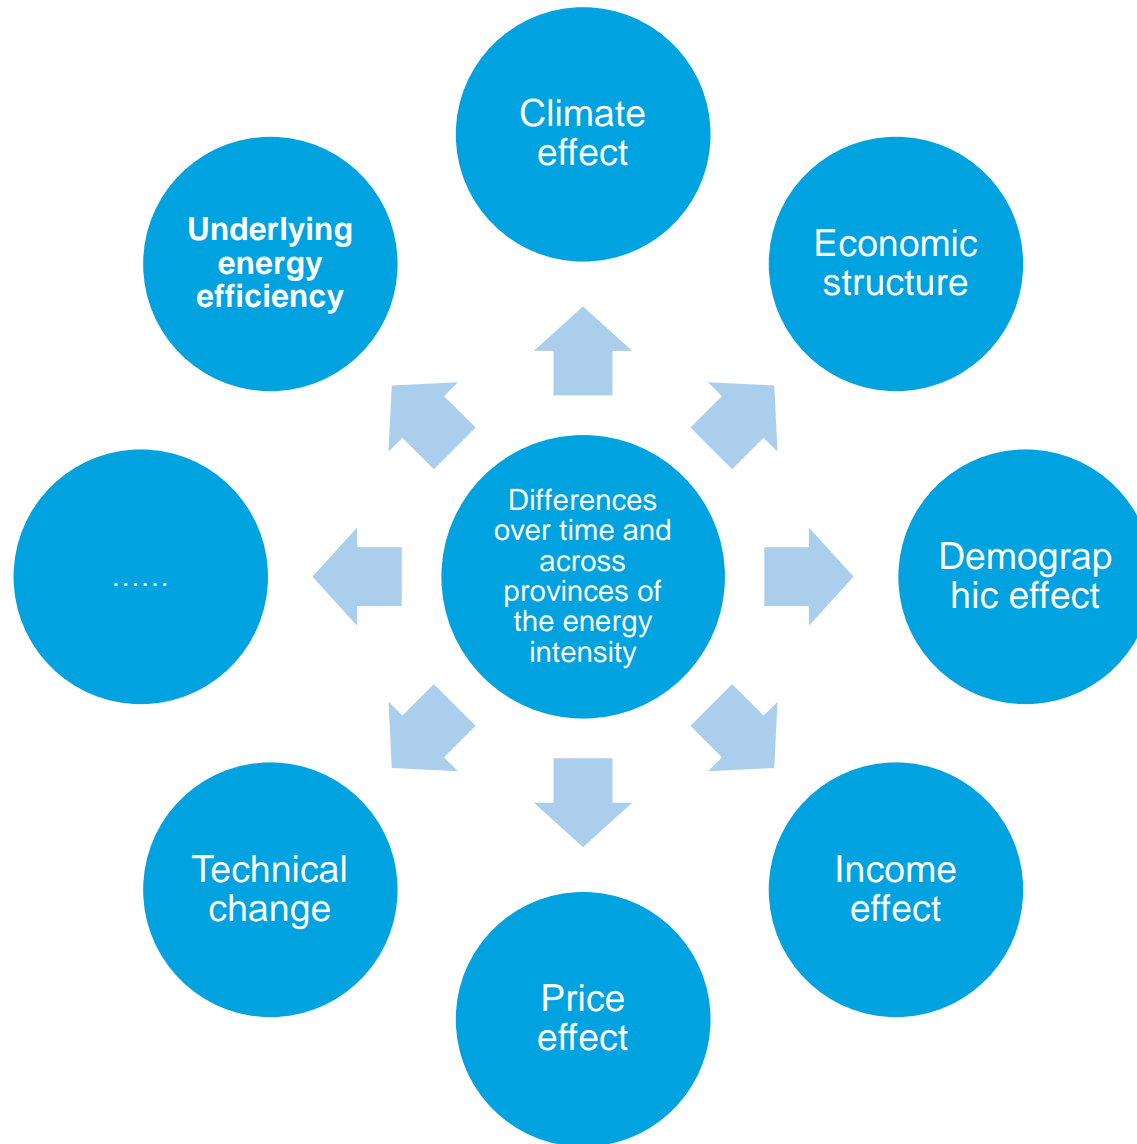 Climate
effect
Underlying
energy
efficiency
Economic
structure
Differences
over time and
across
provinces of
the energy
intensity
......
Demograp
hic effect
Technical
change
Income
effect
Price
effect